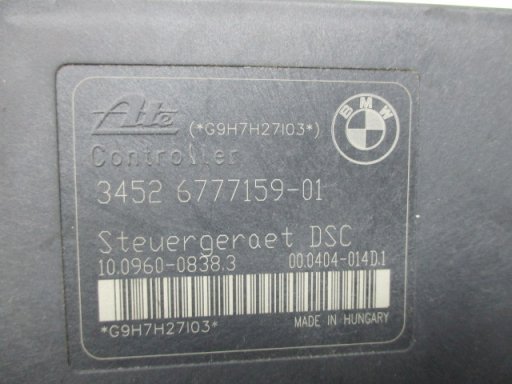 Ate (*G9H7H27I03*) BMW
Controller
3452 6777159-01
Steuergeraet DSC
10.0960-0838.3 00.0404-014D.1
*G9H7H27I03* MADE IN HUNGARY